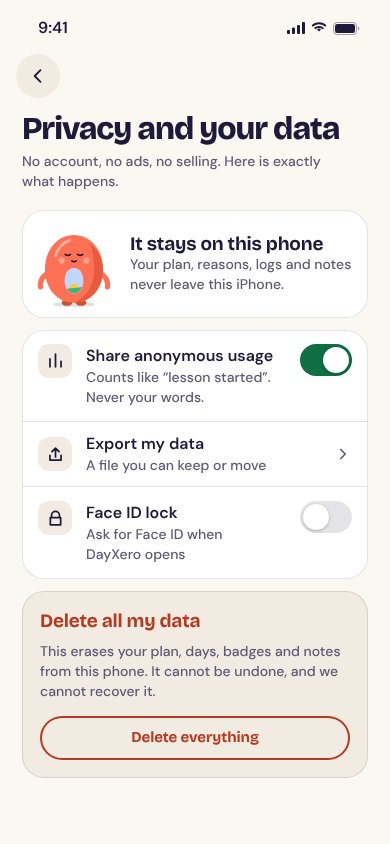 9:41
Privacy and your data
No account, no ads, no selling. Here is exactly
what happens.
It stays on this phone
Your plan, reasons, logs and notes
never leave this iPhone.
Share anonymous usage
Counts like “lesson started”.
Never your words.
Export my data
A file you can keep or move
Face ID lock
Ask for Face ID when
DayXero opens
Delete all my data
This erases your plan, days, badges and notes
from this phone. It cannot be undone, and we
cannot recover it.
Delete everything